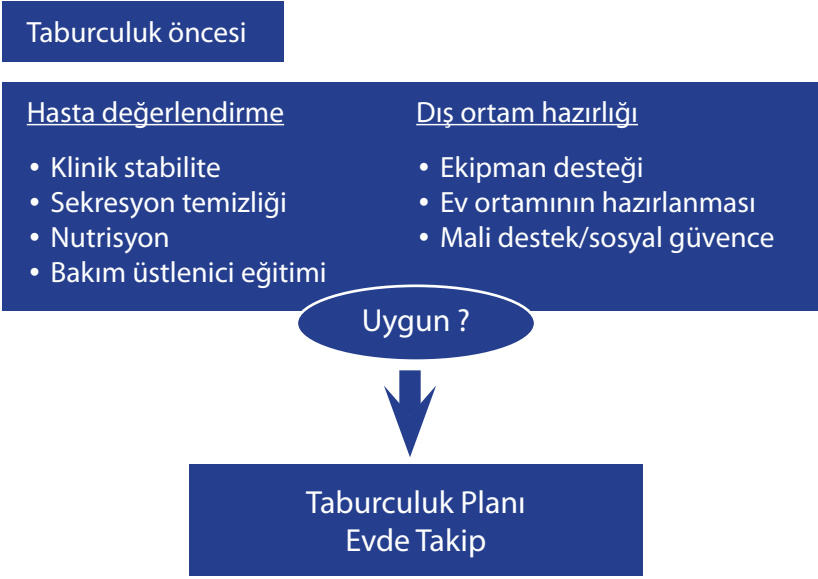 Taburculuk öncesi
Hasta değerlendirme
• Klinik stabilite
• Sekresyon temizliği
• Nutrisyon
• Bakım üstlenici eğitimi
Dış ortam hazırlığı
• Ekipman desteği
• Ev ortamının hazırlanması
• Mali destek/sosyal güvence
Uygun ?
Taburculuk Planı
Evde Takip